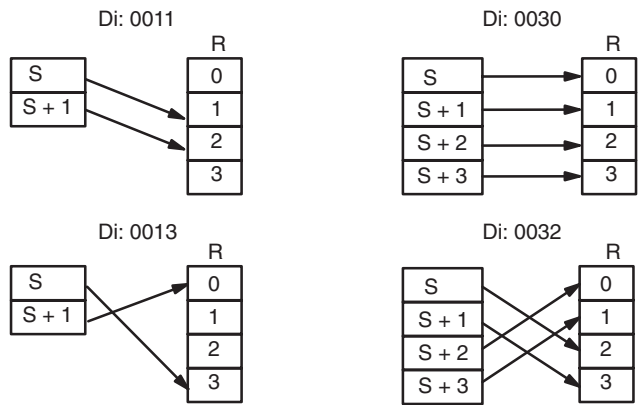 Di: 0011
R
S
S + 1
0
1
2
3
Di: 0030
R
S
S + 1
S + 2
S + 3
0
1
2
3
Di: 0013
R
S
S + 1
0
1
2
3
Di: 0032
R
S
S + 1
S + 2
S + 3
0
1
2
3